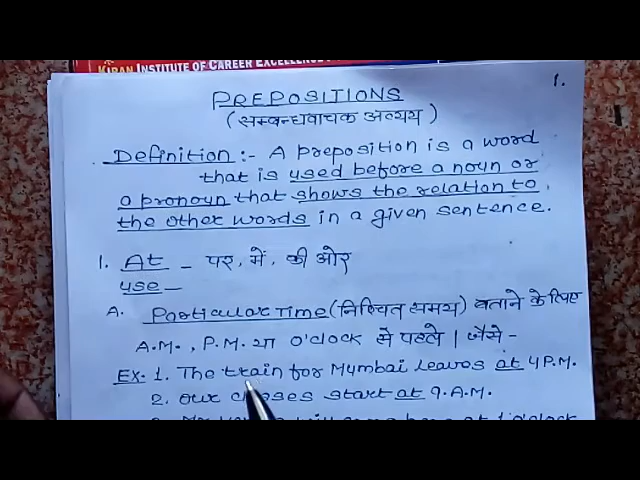 KIRAN INSTITUTE OF CAREER EXCELLENCE
1.
PREPOSITIONS
(सम्बन्धवाचक अव्यय)
Definition:- A preposition is a word
that is used before a noun or
a pronoun that shows the relation to
the other words in a given sentence.
1. At – पर, में, की ओर
use –
A. Particular Time (निश्चित समय) बताने के लिए
A.M., P.M. या o'clock से पहले। जैसे -
Ex. 1. The train for Mumbai leaves at 4 P.M.
2. Our classes start at 9.A.M.
at 1 o'clock